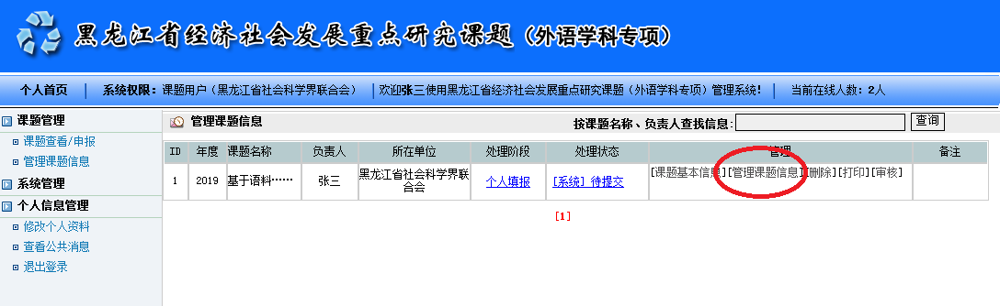 黑龙江省经济社会发展重点研究课题（外语学科专项）
个人首页 系统权限：课题用户（黑龙江省社会科学界联合会） 欢迎张三使用黑龙江省经济社会发展重点研究课题（外语学科专项）管理系统! 当前在线人数：2人
课题管理
课题查看/申报
管理课题信息
系统管理
个人信息管理
修改个人资料
查看公共消息
退出登录
管理课题信息 按课题名称、负责人查找信息: 查询
ID 年度 课题名称 负责人 所在单位 处理阶段 处理状态 管理 备注
1 2019 基于语料…… 张三 黑龙江省社会科学界联合会 个人填报 [系统] 待提交 [课题基本信息][管理课题信息][删除][打印][审核]
[1]